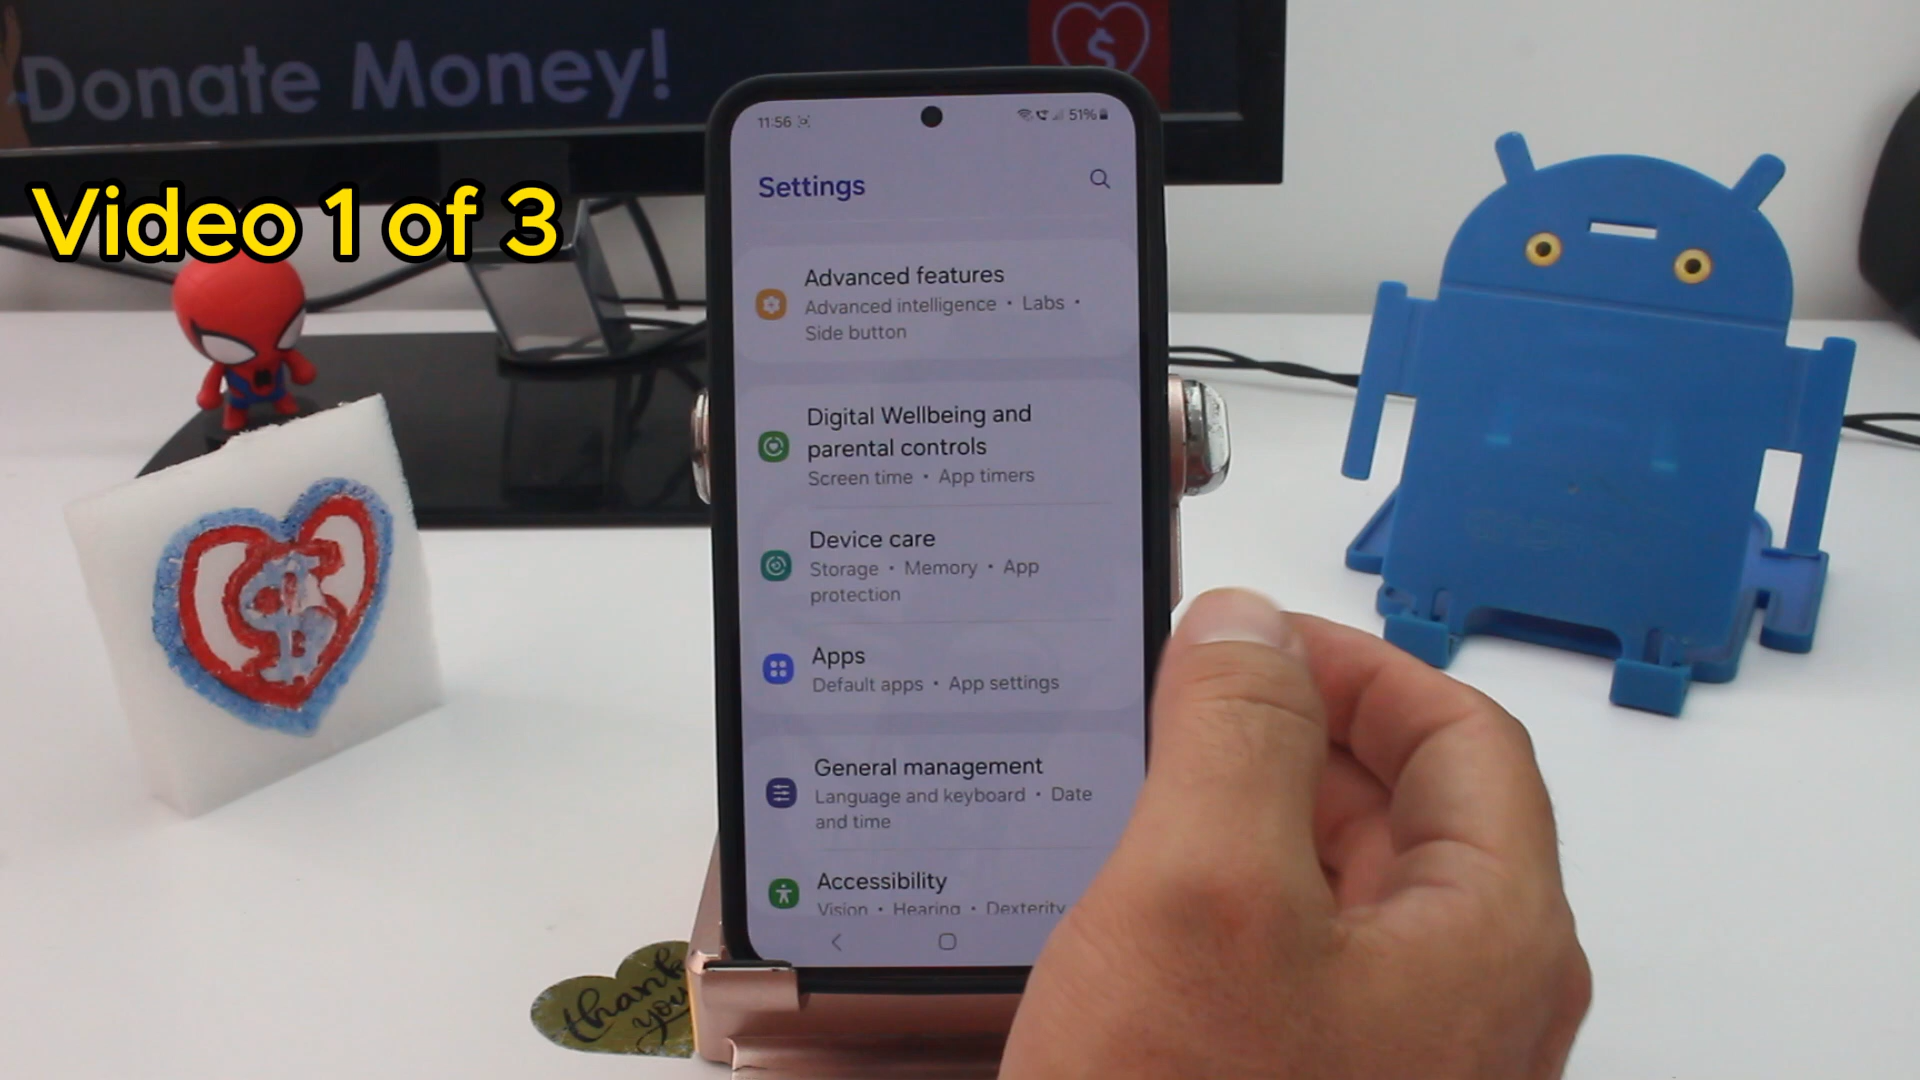 Donate Money!
$
Video 1 of 3
11:56
51%
Settings
Advanced features
Advanced intelligence • Labs •
Side button
Digital Wellbeing and
parental controls
Screen time • App timers
Device care
Storage • Memory • App
protection
Apps
Default apps • App settings
General management
Language and keyboard • Date
and time
Accessibility
Vision • Hearing • Dexterity
$
thank
you